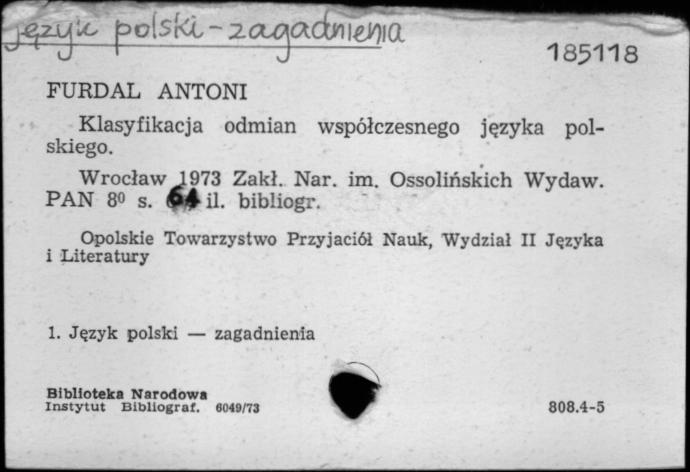 język polski - zagadnienia
185118
FURDAL ANTONI
Klasyfikacja odmian współczesnego języka pol-
skiego.
Wrocław 1973 Zakł. Nar. im. Ossolińskich Wydaw.
PAN 8⁰ s. 64 il. bibliogr.
Opolskie Towarzystwo Przyjaciół Nauk, Wydział II Języka
i Literatury
1. Język polski — zagadnienia
Biblioteka Narodowa
Instytut Bibliograf. 6049/73
808.4-5